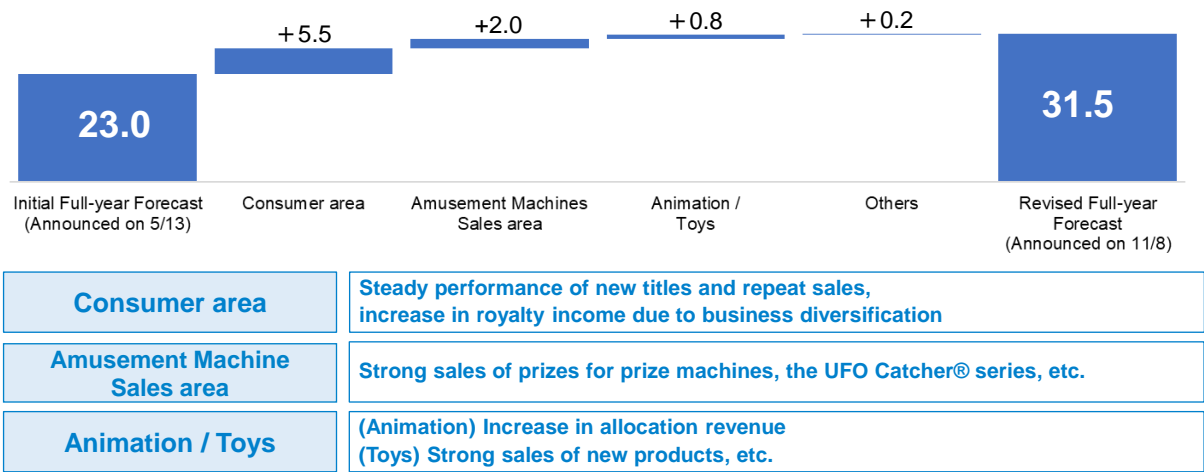 ＋5.5
+2.0
＋0.8
＋0.2
23.0
31.5
Initial Full-year Forecast
(Announced on 5/13)
Consumer area
Amusement Machines
Sales area
Animation /
Toys
Others
Revised Full-year
Forecast
(Announced on 11/8)
Consumer area
Steady performance of new titles and repeat sales,
increase in royalty income due to business diversification
Amusement Machine
Sales area
Strong sales of prizes for prize machines, the UFO Catcher® series, etc.
Animation / Toys
(Animation) Increase in allocation revenue
(Toys) Strong sales of new products, etc.